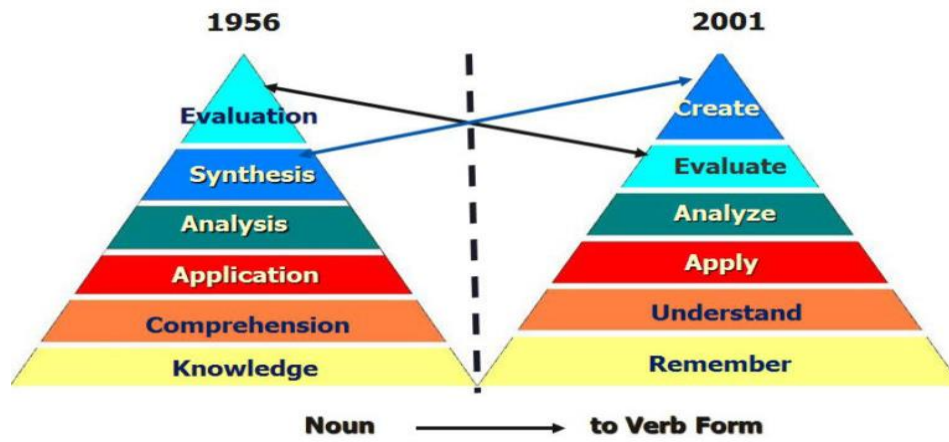 1956
2001
Evaluation
Synthesis
Analysis
Application
Comprehension
Knowledge
Create
Evaluate
Analyze
Apply
Understand
Remember
Noun to Verb Form